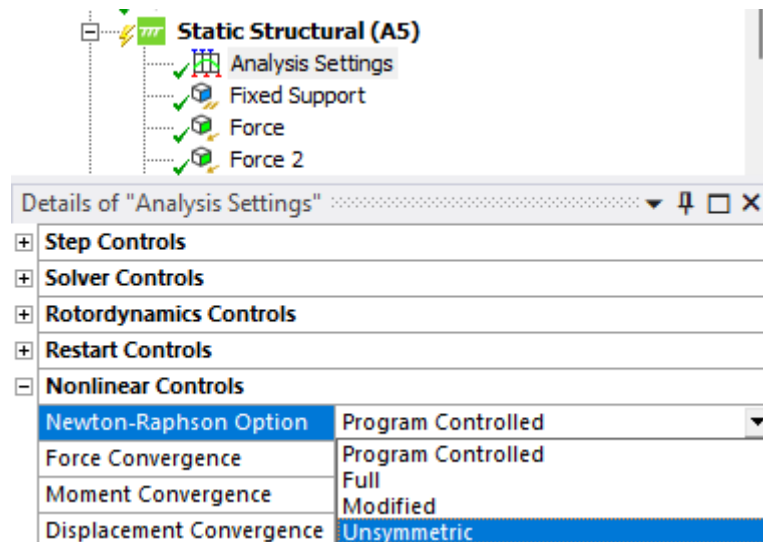 Static Structural (A5)
Analysis Settings
Fixed Support
Force
Force 2
Details of "Analysis Settings"
Step Controls
Solver Controls
Rotordynamics Controls
Restart Controls
Nonlinear Controls
Newton-Raphson Option Program Controlled
Force Convergence Program Controlled
Full
Moment Convergence Modified
Displacement Convergence Unsymmetric